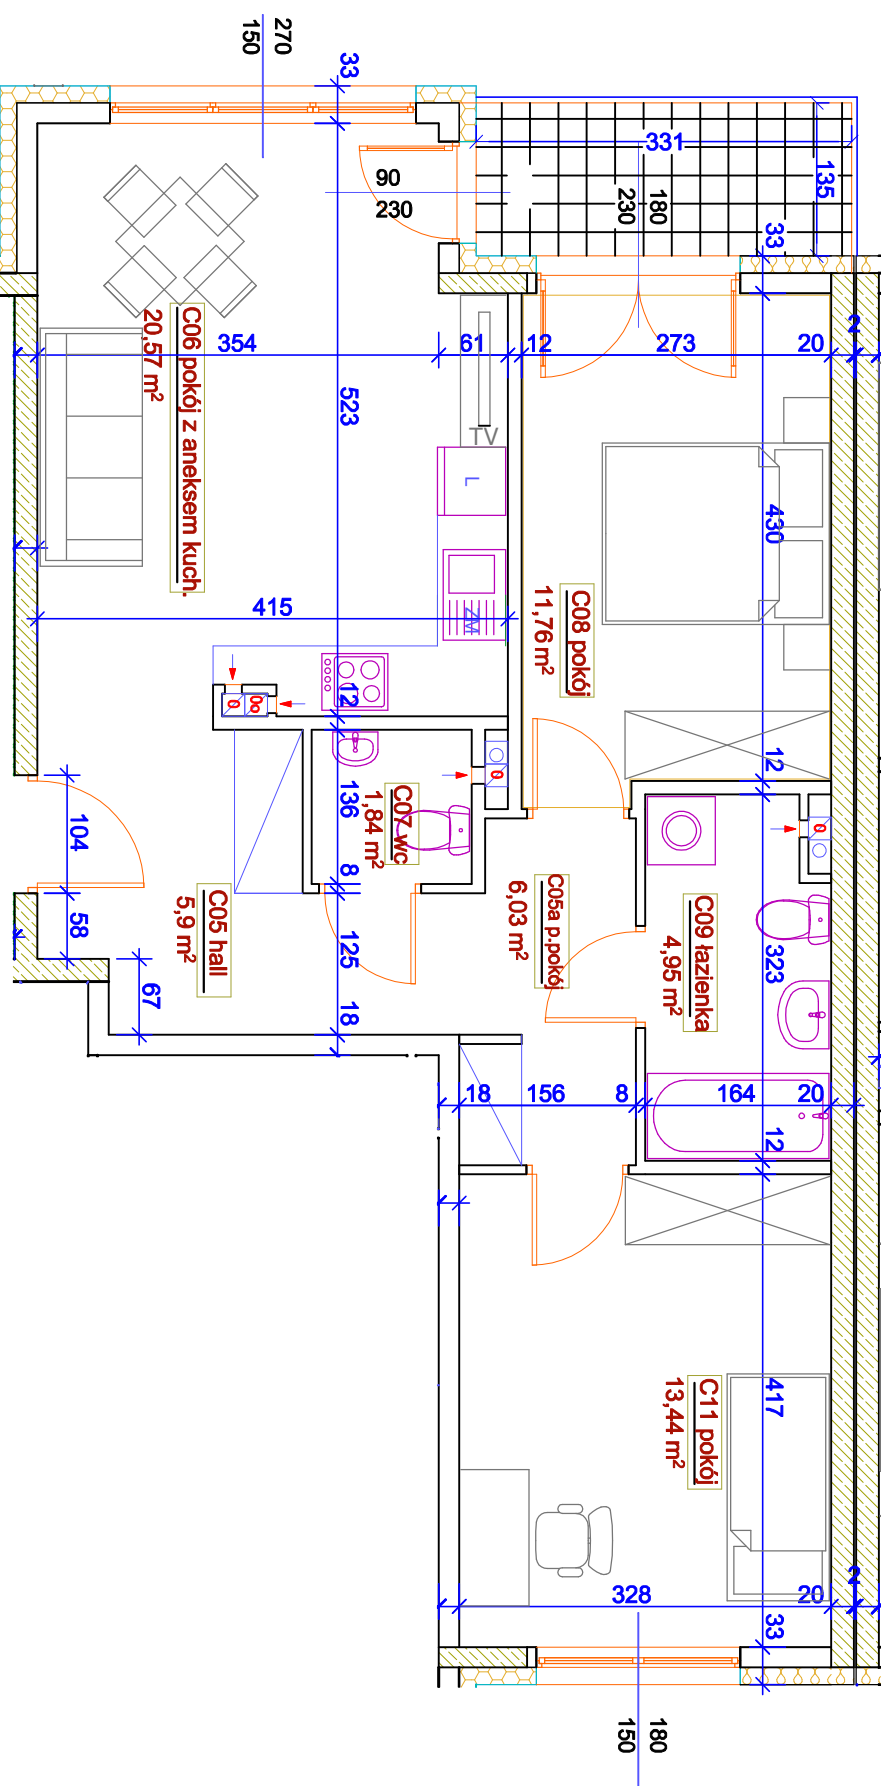 270
150
33
331
135
90
230
180
230
33
2
354
61
12
273
20
C06 pokój z aneksem kuch.
20,57 m²
523
TV
L
430
415
ZM
C08 pokój
11,76 m²
12
0
0o
12
136
0
0
C07 wc
1,84 m²
104
8
58
C05 hall
5,9 m²
125
C05a p.pokój
6,03 m²
C09 łazienka
4,95 m²
323
67
18
18
156
8
164
20
12
C11 pokój
13,44 m²
417
2
328
20
33
180
150